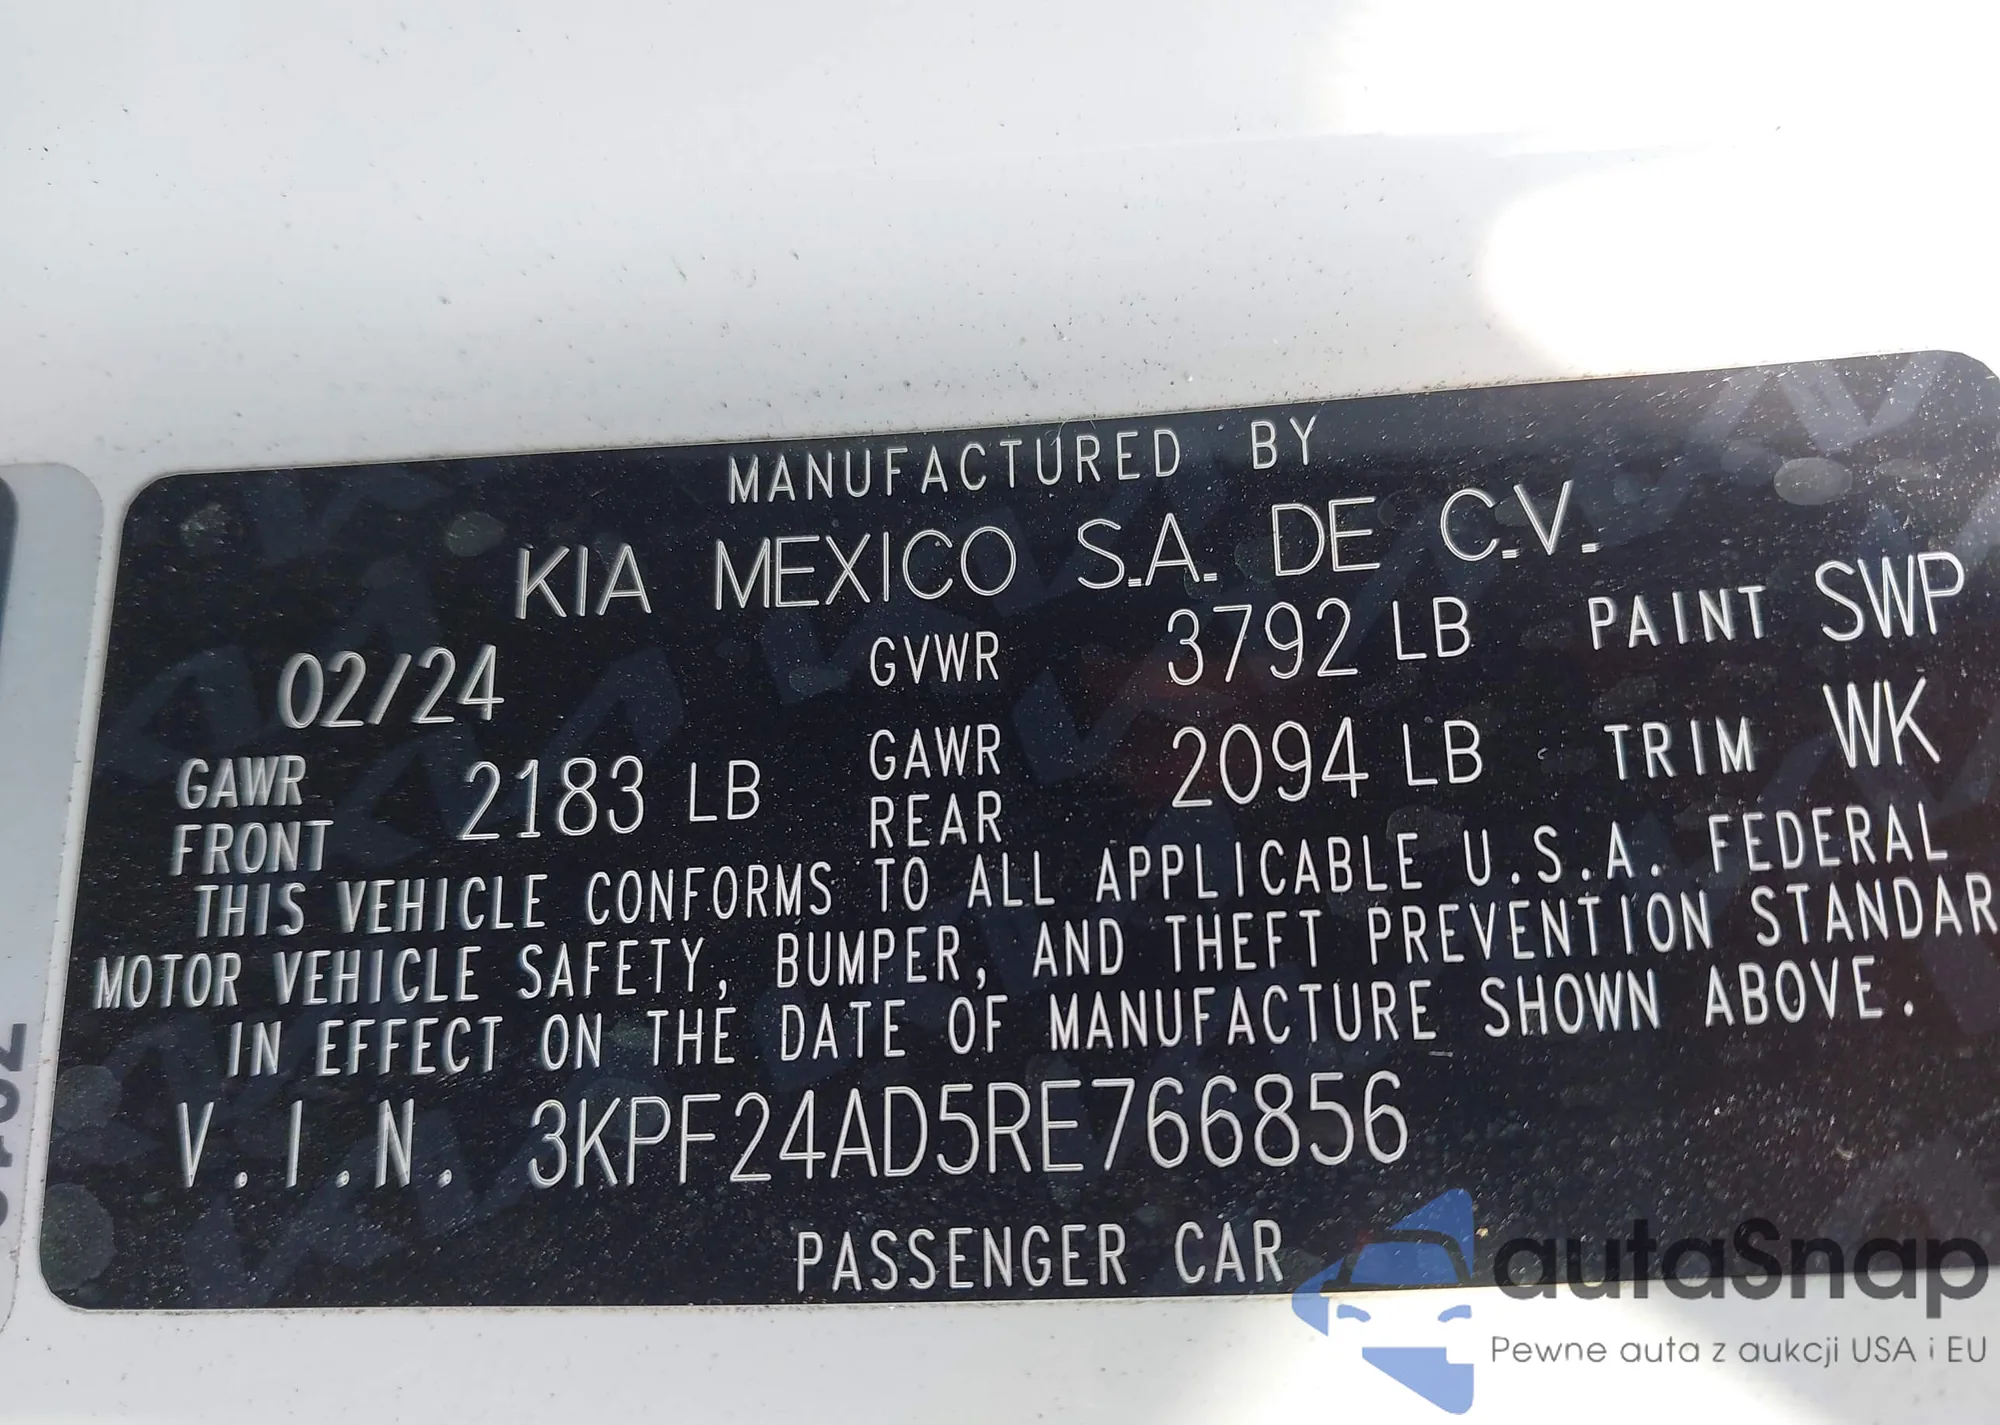 MANUFACTURED BY
KIA MEXICO S.A. DE C.V.
02/24 GVWR 3792 LB PAINT SWP
GAWR FRONT 2183 LB GAWR REAR 2094 LB TRIM WK
THIS VEHICLE CONFORMS TO ALL APPLICABLE U.S.A. FEDERAL
MOTOR VEHICLE SAFETY, BUMPER, AND THEFT PREVENTION STANDAR
IN EFFECT ON THE DATE OF MANUFACTURE SHOWN ABOVE.
V.I.N. 3KPF24AD5RE766856
PASSENGER CAR
autaSnap
Pewne auta z aukcji USA i EU